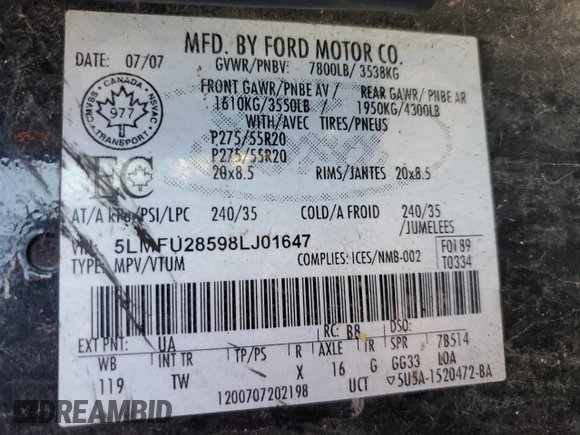 MFD. BY FORD MOTOR CO.
DATE: 07/07 GVWR/PNBV: 7800LB/ 3538KG
FRONT GAWR/PNBE AV/ REAR GAWR/ PNBE AR
1610KG/3550LB 1950KG/4300LB
WITH/AVEC TIRES/PNEUS
CANADA
977
TRANSPORT
P275/55R20
P275/55R20
20x8.5 RIMS/JANTES 20x8.5
AT/A kPa/PSI/LPC 240/35 COLD/A FROID 240/35
/JUMELEES
VIN: 5LMFU28598LJ01647
TYPE: MPV/VTUM COMPLIES: ICES/NMB-002
F0189
T0334
EXT PNT: UA RC: B8 DSO:
WB INT TR TP/PS R AXLE TR SPR 7B514
119 TW X 16 G GG33 LOA
1200707202198 UCT 5U5A-1520472-BA
DREAMBID